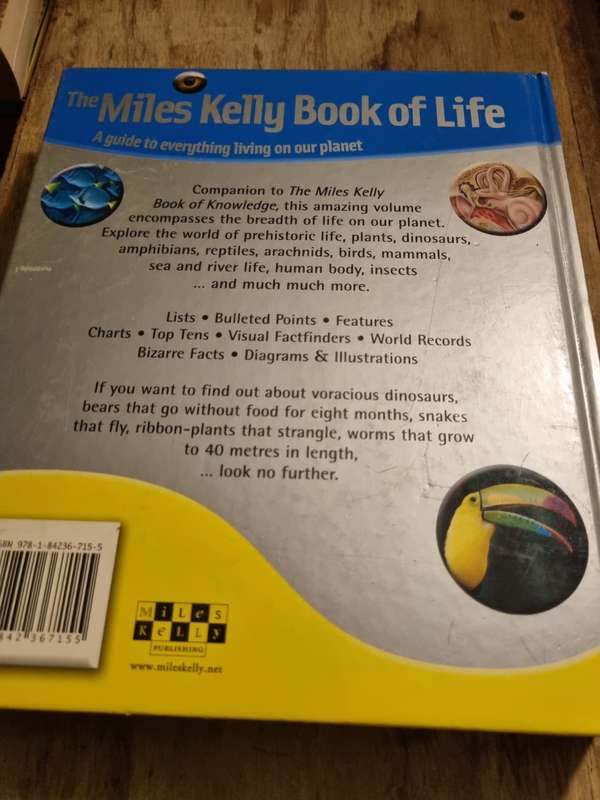 The Miles Kelly Book of Life
A guide to everything living on our planet
Companion to The Miles Kelly
Book of Knowledge, this amazing volume
encompasses the breadth of life on our planet.
Explore the world of prehistoric life, plants, dinosaurs,
amphibians, reptiles, arachnids, birds, mammals,
sea and river life, human body, insects
... and much much more.
Lists • Bulleted Points • Features
Charts • Top Tens • Visual Factfinders • World Records
Bizarre Facts • Diagrams & Illustrations
If you want to find out about voracious dinosaurs,
bears that go without food for eight months, snakes
that fly, ribbon-plants that strangle, worms that grow
to 40 metres in length,
... look no further.
ISBN 978-1-84236-715-5
842 367155
Miles
Kelly
PUBLISHING
www.mileskelly.net